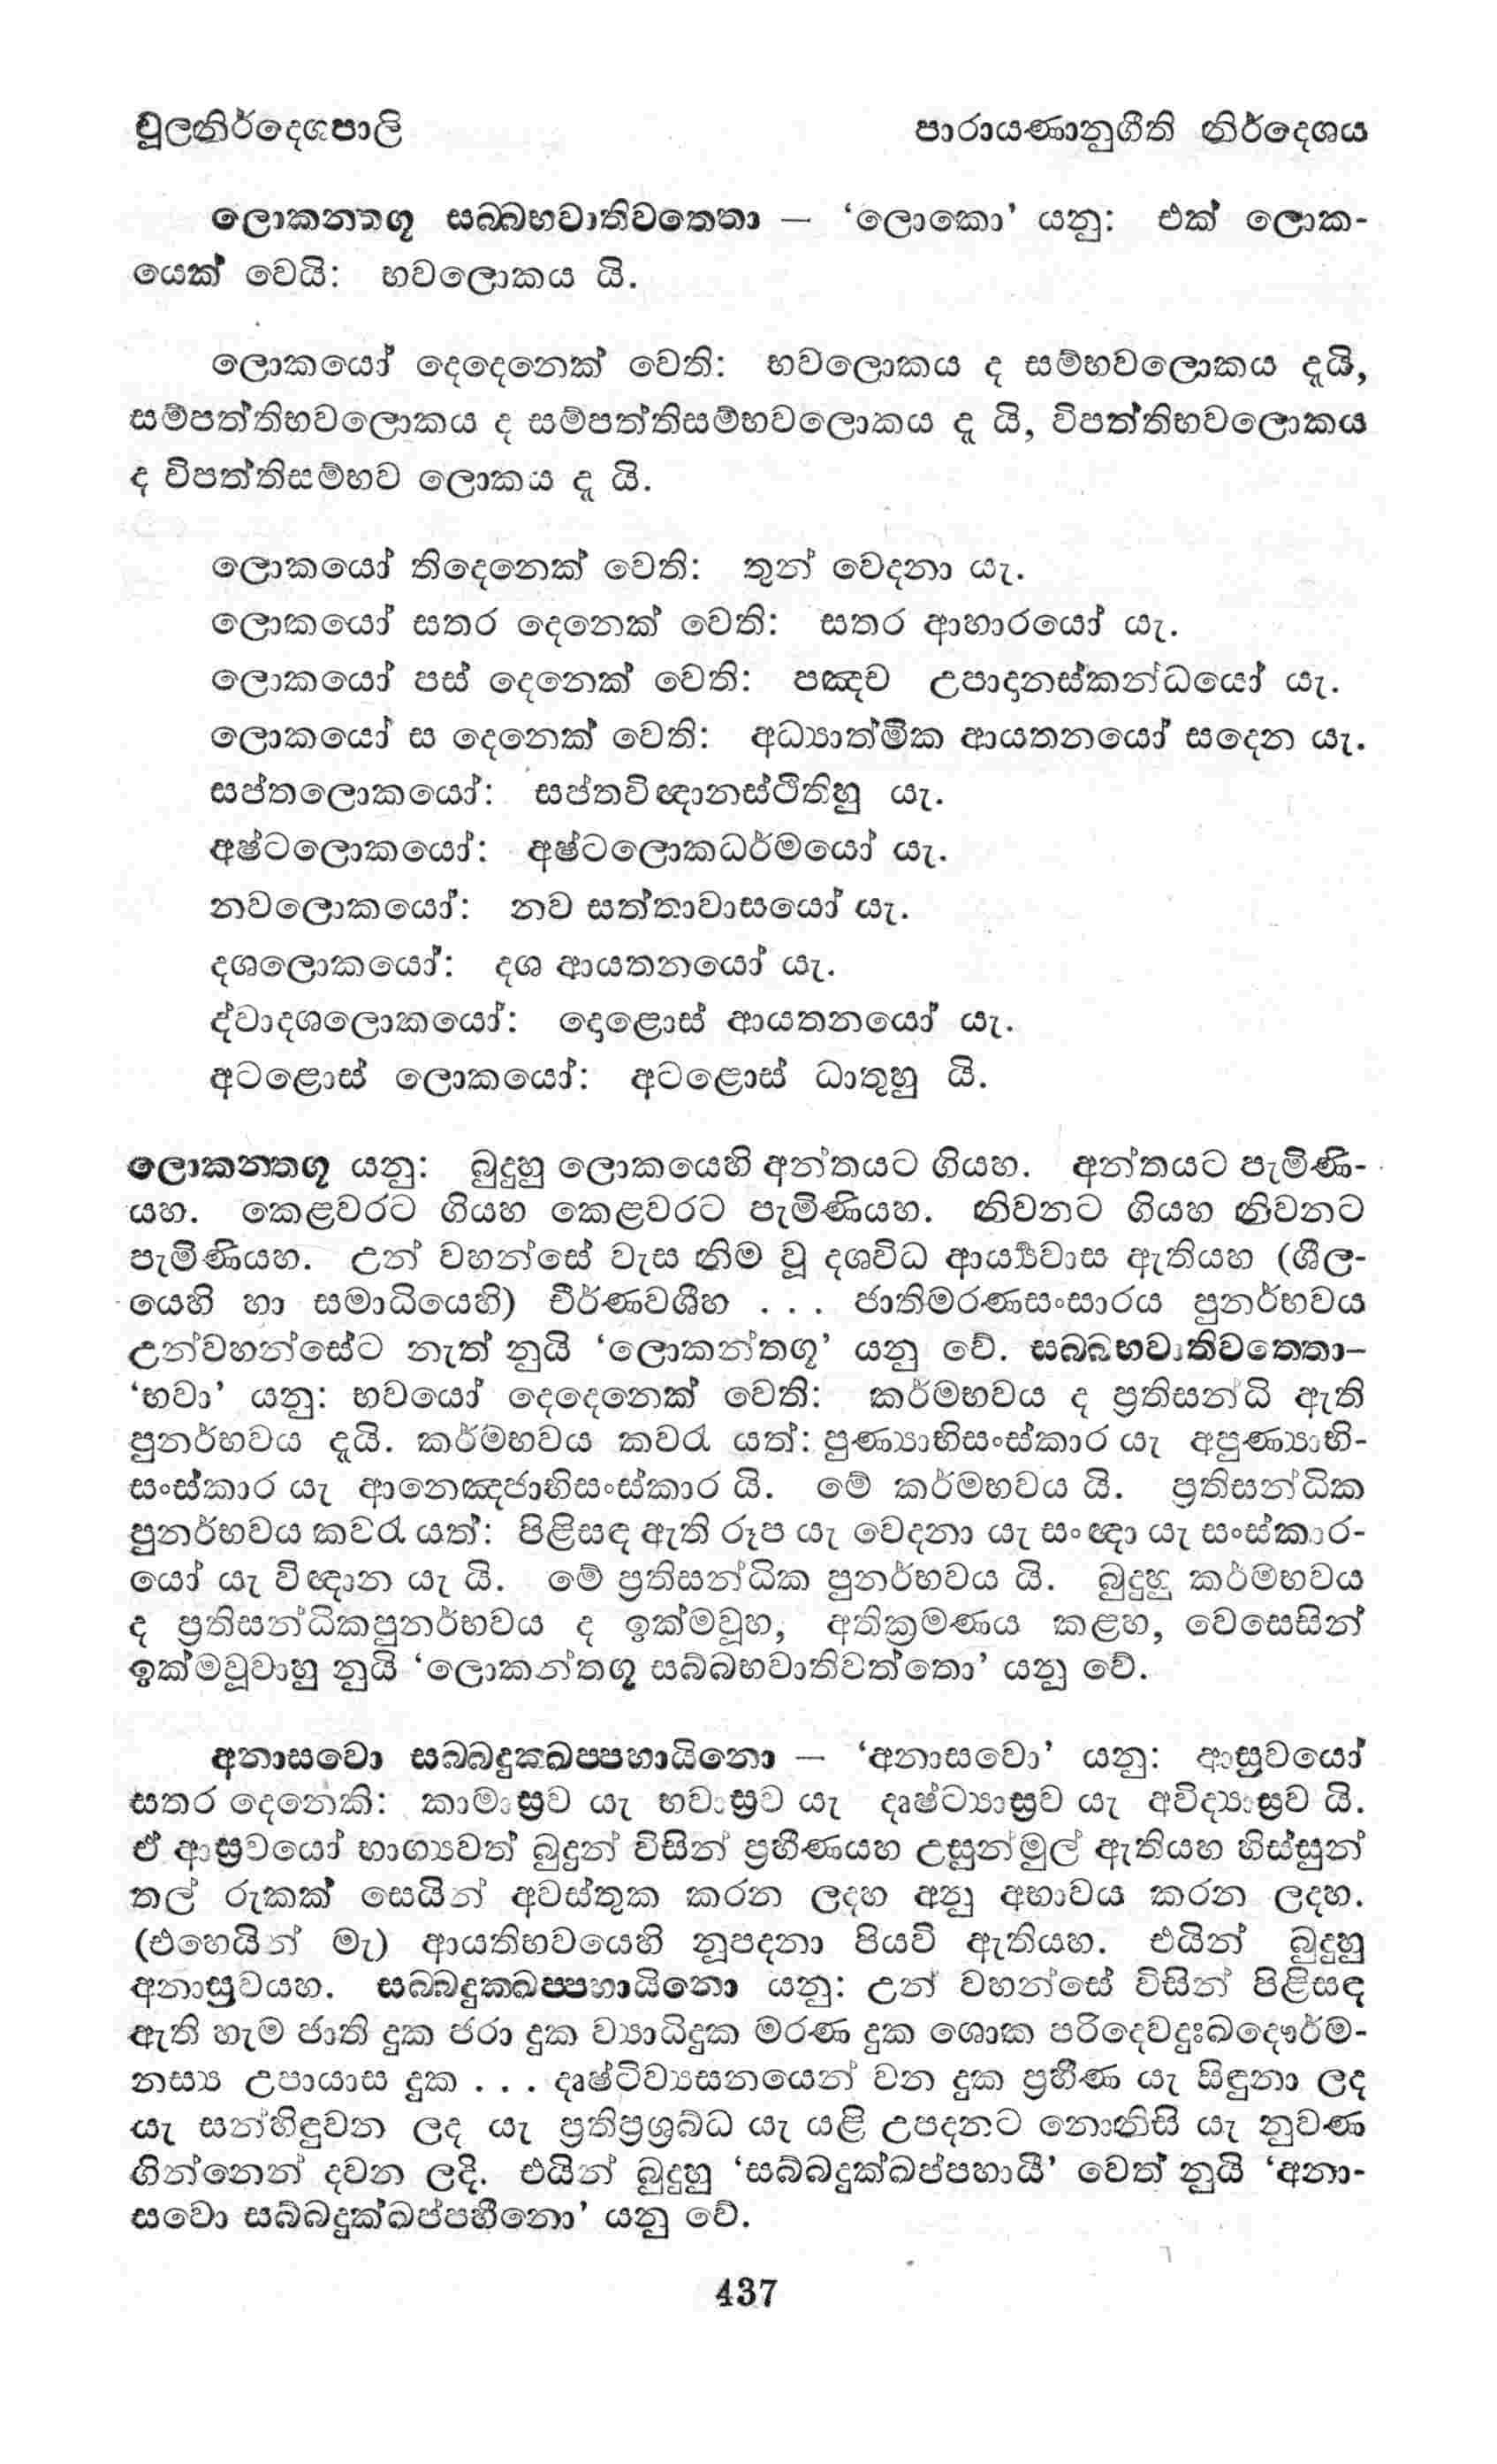 චූලනිර්දෙශපාලි
පාරායණානුගීති නිර්දෙශය
ලොකන්තගූ සබ්බභවාතිවත්තො — ‘ලොකො’ යනු: එක් ලොක-
යෙක් වෙයි: භවලොකය යි.
ලොකයෝ දෙදෙනෙක් වෙති: භවලොකය ද සම්භවලොකය දැයි,
සම්පත්තිභවලොකය ද සම්පත්තිසම්භවලොකය දැ යි, විපත්තිභවලොකය
ද විපත්තිසම්භව ලොකය දැ යි.
ලොකයෝ තිදෙනෙක් වෙති: තුන් වෙදනා යැ.
ලොකයෝ සතර දෙනෙක් වෙති: සතර ආහාරයෝ යැ.
ලොකයෝ පස් දෙනෙක් වෙති: පඤ්ච උපාදානස්කන්ධයෝ යැ.
ලොකයෝ ස දෙනෙක් වෙති: අධ්‍යාත්මික ආයතනයෝ සදෙන යැ.
සප්තලොකයෝ: සප්තවිඥානස්ථිතිහු යැ.
අෂ්ටලොකයෝ: අෂ්ටලොකධර්මයෝ යැ.
නවලොකයෝ: නව සත්තාවාසයෝ යැ.
දශලොකයෝ: දශ ආයතනයෝ යැ.
ද්වාදශලොකයෝ: දොළොස් ආයතනයෝ යැ.
අටළොස් ලොකයෝ: අටළොස් ධාතුහු යි.
ලොකන්තගූ යනු: බුදුහු ලොකයෙහි අන්තයට ගියහ. අන්තයට පැමිණි-
යහ. කෙළවරට ගියහ කෙළවරට පැමිණියහ. නිවනට ගියහ නිවනට
පැමිණියහ. උන් වහන්සේ වැස නිම වූ දශවිධ ආර්‍ය්‍යවාස ඇතියහ (ශීල-
යෙහි හා සමාධියෙහි) චීර්ණවශීහ . . . ජාතිමරණසංසාරය පුනර්භවය
උන්වහන්සේට නැත් නුයි ‘ලොකන්තගූ’ යනු වේ. සබ්බභවාතිවත්තො–
‘භවා’ යනු: භවයෝ දෙදෙනෙක් වෙති: කර්මභවය ද ප්‍රතිසන්ධි ඇති
පුනර්භවය දැයි. කර්මභවය කවරැ යත්: පුණ්‍යාභිසංස්කාර යැ අපුණ්‍යාභි-
සංස්කාර යැ ආනෙඤ්ජාභිසංස්කාර යි. මේ කර්මභවය යි. ප්‍රතිසන්ධික
පුනර්භවය කවරැ යත්: පිළිසඳ ඇති රූප යැ වෙදනා යැ සංඥා යැ සංස්කාර-
යෝ යැ විඥාන යැ යි. මේ ප්‍රතිසන්ධික පුනර්භවය යි. බුදුහු කර්මභවය
ද ප්‍රතිසන්ධිකපුනර්භවය ද ඉක්මවූහ, අතික්‍රමණය කළහ, වෙසෙසින්
ඉක්මවූවාහු නුයි ‘ලොකන්තගූ සබ්බභවාතිවත්තො’ යනු වේ.
අනාසවො සබ්බදුක්ඛප්පහායිනො — ‘අනාසවො’ යනු: ආස්‍රවයෝ
සතර දෙනෙකි: කාමාස්‍රව යැ භවාස්‍රව යැ දෘෂ්ට්‍යාස්‍රව යැ අවිද්‍යාස්‍රව යි.
ඒ ආස්‍රවයෝ භාග්‍යවත් බුදුන් විසින් ප්‍රහීණයහ උසුන්මුල් ඇතියහ හිස්සුන්
තල් රුකක් සෙයින් අවස්තුක කරන ලදහ අනු අභාවය කරන ලදහ.
(එහෙයින් මැ) ආයතිභවයෙහි නූපදනා පියවි ඇතියහ. එයින් බුදුහු
අනාස්‍රවයහ. සබ්බදුක්ඛප්පහායිනො යනු: උන් වහන්සේ විසින් පිළිසඳ
ඇති හැම ජාති දුක ජරා දුක ව්‍යාධිදුක මරණ දුක ශොක පරිදෙවදුඃඛදෞර්ම-
නස්‍ය උපායාස දුක . . . දෘෂ්ටිව්‍යසනයෙන් වන දුක ප්‍රහීණ යැ සිඳුනා ලද
යැ සන්හිඳුවන ලද යැ ප්‍රතිප්‍රශ්‍රබ්ධ යැ යළි උපදනට නොනිසි යැ නුවණ
ගින්නෙන් දවන ලදි. එයින් බුදුහු ‘සබ්බදුක්ඛප්පහායී’ වෙත් නුයි ‘අනා-
සවො සබ්බදුක්ඛප්පහීනො’ යනු වේ.
437